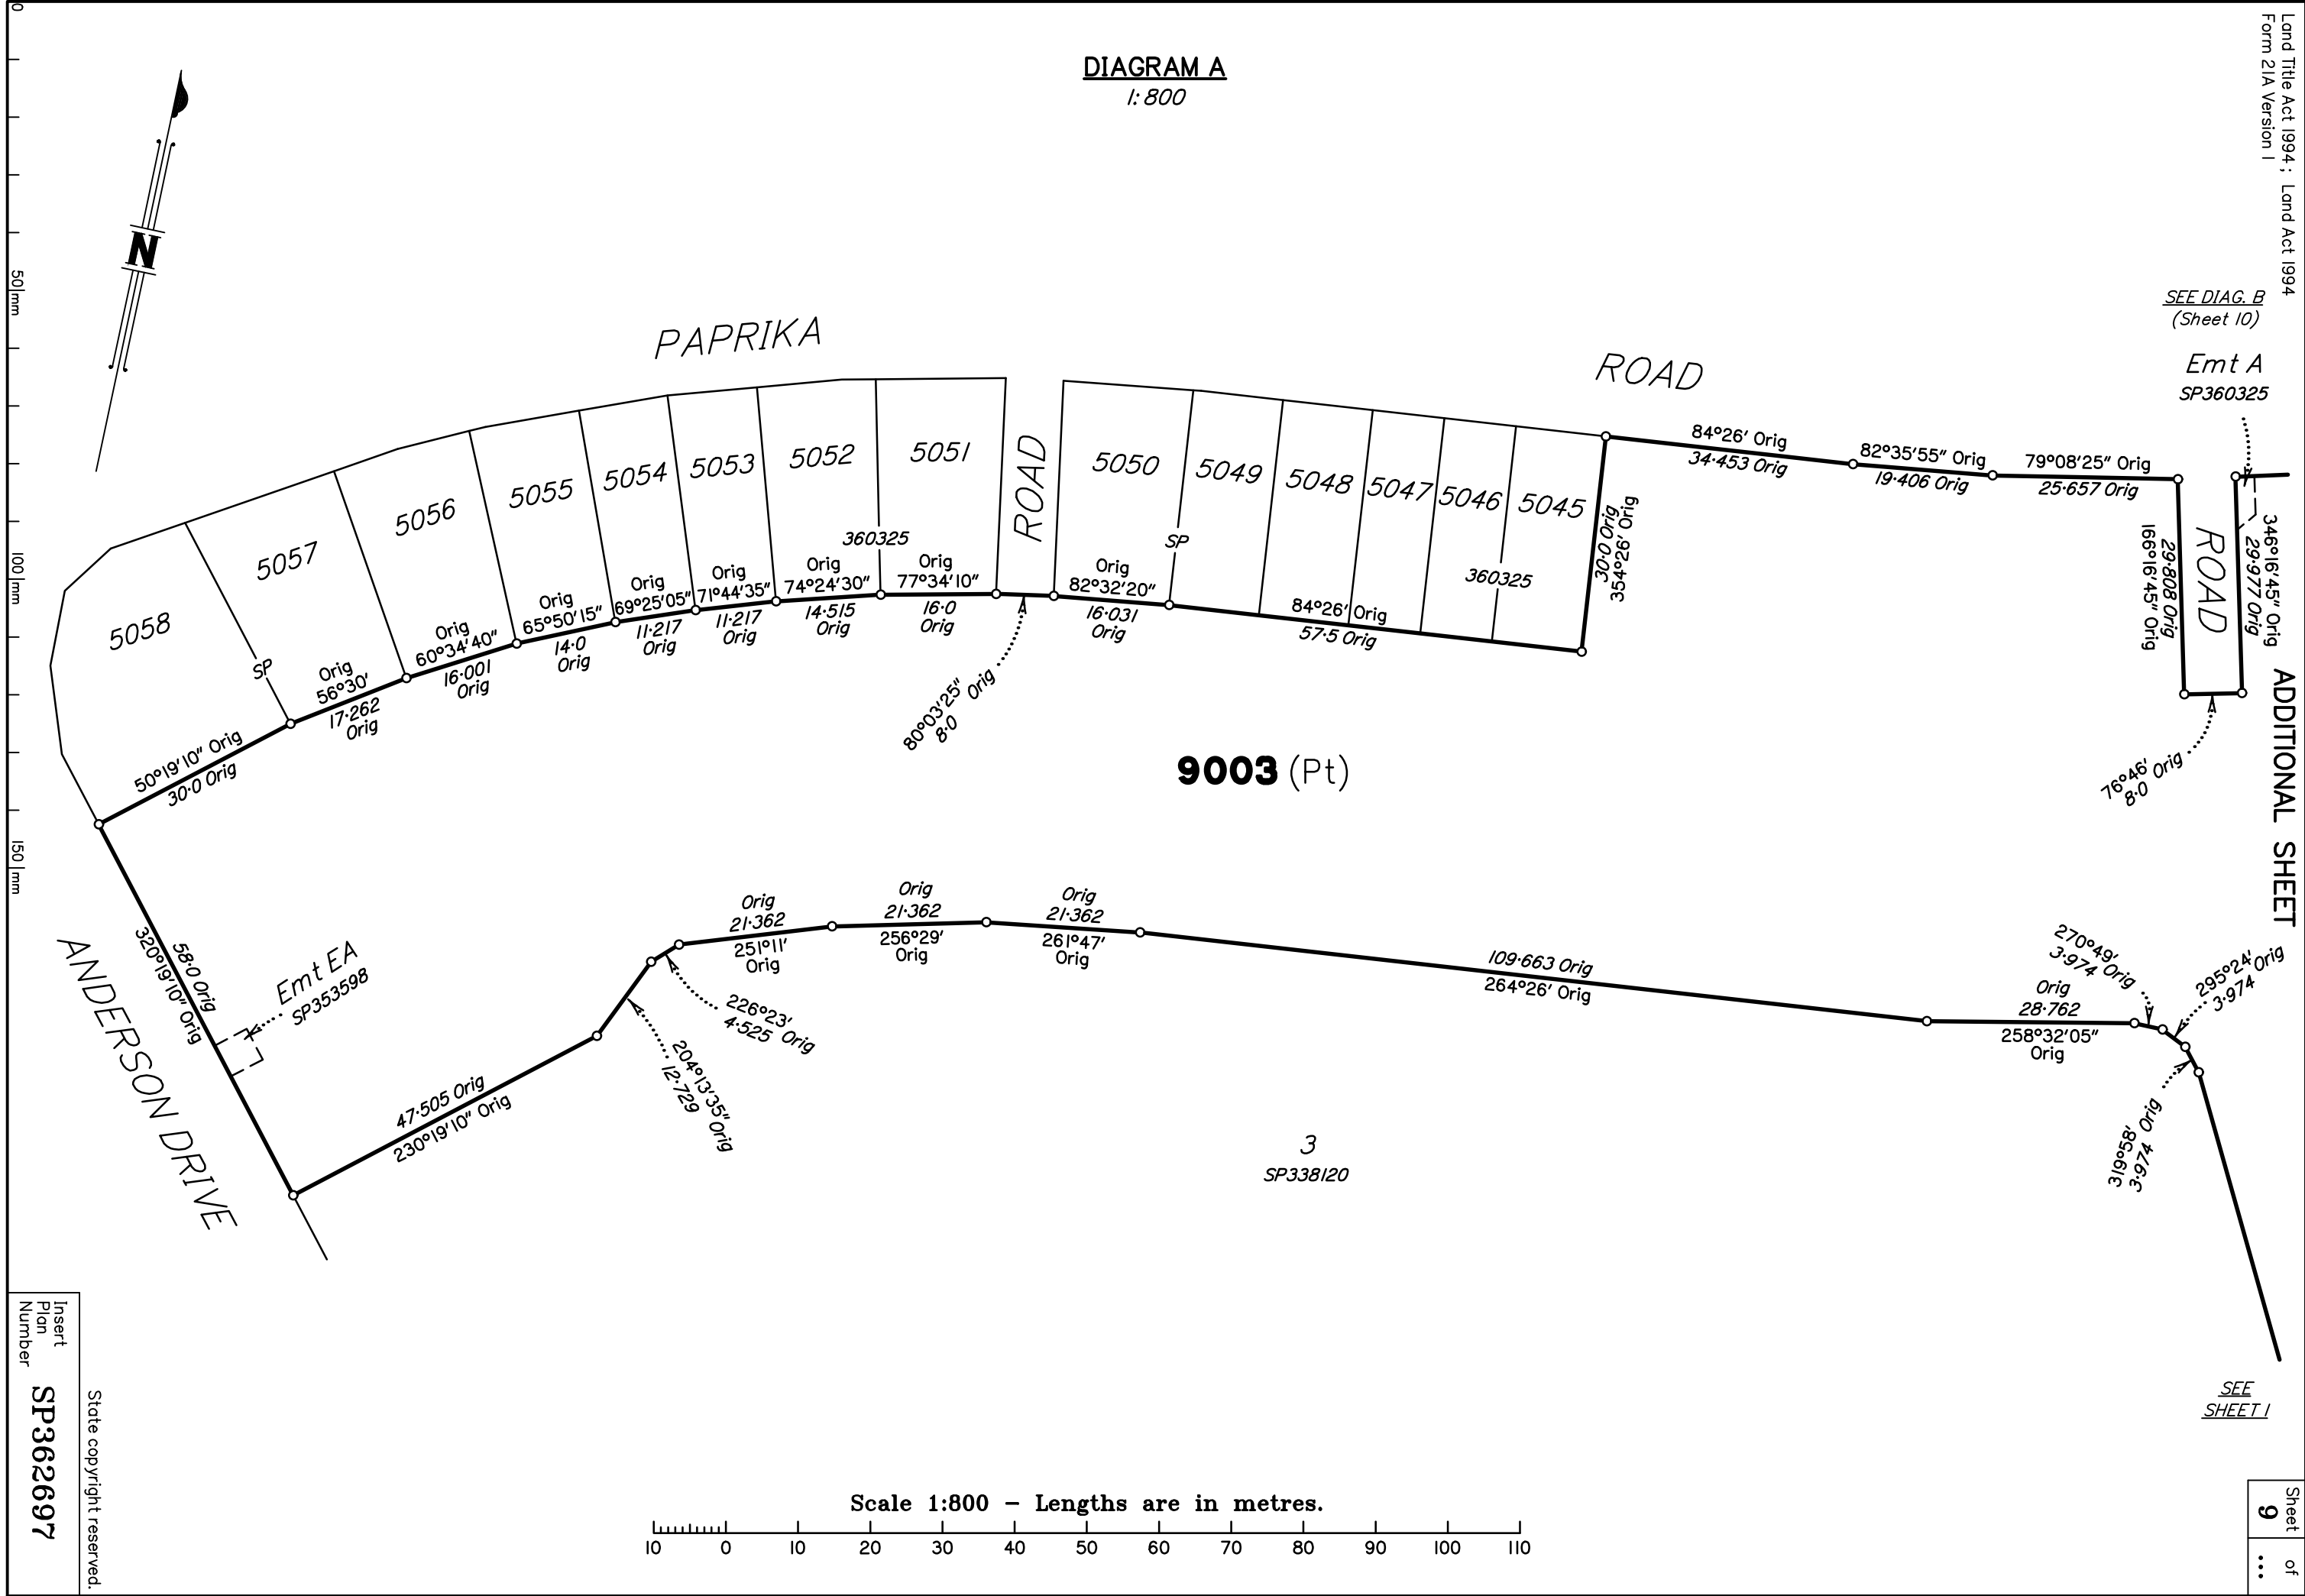 Land Title Act 1994 ; Land Act 1994
Form 21A Version 1
DIAGRAM A
1:800
SEE DIAG. B
(Sheet 10)
Emt A
SP360325
N
PAPRIKA
ROAD
5058
5057
5056
5055
5054
5053
5052
5051
ROAD
5050
5049
5048
5047
5046
5045
SP
360325
SP
360325
50°19'10" Orig
30·0 Orig
Orig
56°30'
17·262
Orig
Orig
60°34'40"
16·001
Orig
Orig
65°50'15"
14·0
Orig
Orig
69°25'05"
11·217
Orig
Orig
71°44'35"
11·217
Orig
Orig
74°24'30"
14·515
Orig
Orig
77°34'10"
16·0
Orig
80°03'25"
8·0 Orig
Orig
82°32'20"
16·031
Orig
84°26' Orig
57·5 Orig
30·0 Orig
354°26' Orig
84°26' Orig
34·453 Orig
82°35'55" Orig
19·406 Orig
79°08'25" Orig
25·657 Orig
29·808 Orig
166°16'45" Orig
ROAD
346°16'45" Orig
29·977 Orig
76°46'
8·0 Orig
ADDITIONAL SHEET
9003 (Pt)
58·0 Orig
320°19'10" Orig
ANDERSON DRIVE
Emt EA
SP353598
47·505 Orig
230°19'10" Orig
204°13'35" Orig
12·729
226°23' Orig
4·525
Orig
21·362
251°11'
Orig
Orig
21·362
256°29'
Orig
Orig
21·362
261°47'
Orig
109·663 Orig
264°26' Orig
Orig
28·762
258°32'05"
Orig
270°49' Orig
3·974
295°24' Orig
3·974
319°58' Orig
3·974
3
SP338120
SEE
SHEET 1
Scale 1:800 – Lengths are in metres.
10 0 10 20 30 40 50 60 70 80 90 100 110
0
50 mm
100 mm
150 mm
Insert
Plan
Number
SP362697
State copyright reserved.
Sheet
9
of
...